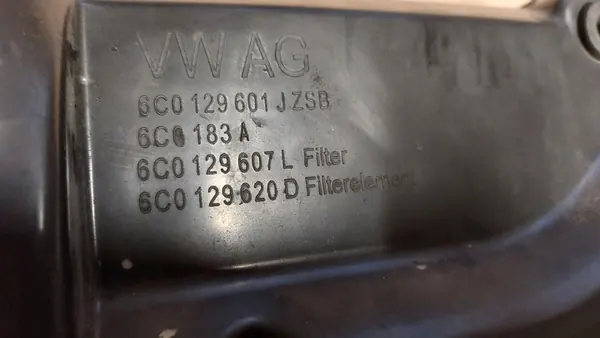 VW AG
6C0 129 601 J ZSB
6C0 183 A
6C0 129 607 L Filter
6C0 129 620 D Filterelement